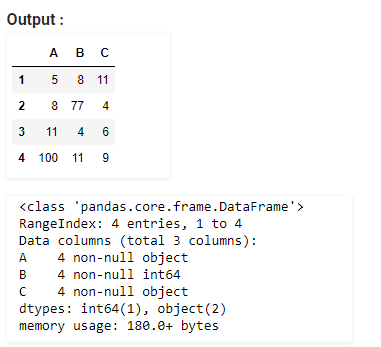 Output :
A B C
1 5 8 11
2 8 77 4
3 11 4 6
4 100 11 9
<class 'pandas.core.frame.DataFrame'>
RangeIndex: 4 entries, 1 to 4
Data columns (total 3 columns):
A    4 non-null object
B    4 non-null int64
C    4 non-null object
dtypes: int64(1), object(2)
memory usage: 180.0+ bytes